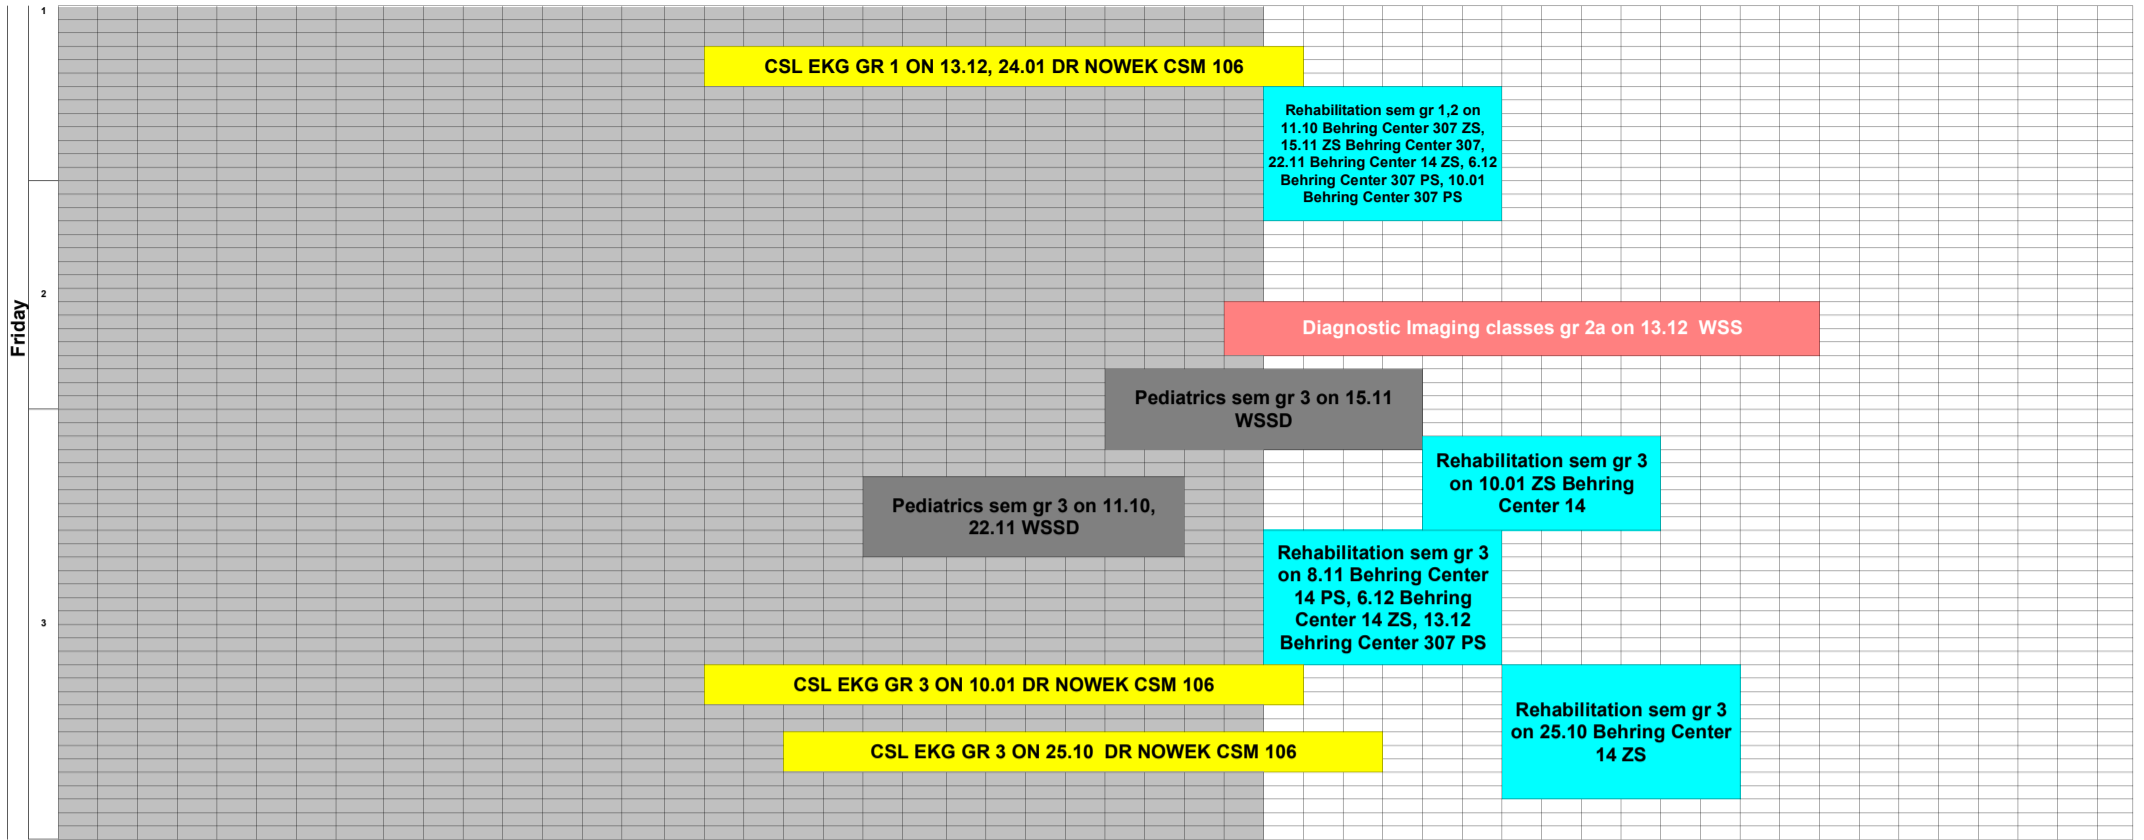 1
CSL EKG GR 1 ON 13.12, 24.01 DR NOWEK CSM 106
Rehabilitation sem gr 1,2 on
11.10 Behring Center 307 ZS,
15.11 ZS Behring Center 307,
22.11 Behring Center 14 ZS, 6.12
Behring Center 307 PS, 10.01
Behring Center 307 PS
Friday
2
Diagnostic Imaging classes gr 2a on 13.12 WSS
Pediatrics sem gr 3 on 15.11
WSSD
Rehabilitation sem gr 3
on 10.01 ZS Behring
Center 14
Pediatrics sem gr 3 on 11.10,
22.11 WSSD
Rehabilitation sem gr 3
on 8.11 Behring Center
14 PS, 6.12 Behring
Center 14 ZS, 13.12
Behring Center 307 PS
3
CSL EKG GR 3 ON 10.01 DR NOWEK CSM 106
Rehabilitation sem gr 3
on 25.10 Behring Center
14 ZS
CSL EKG GR 3 ON 25.10 DR NOWEK CSM 106